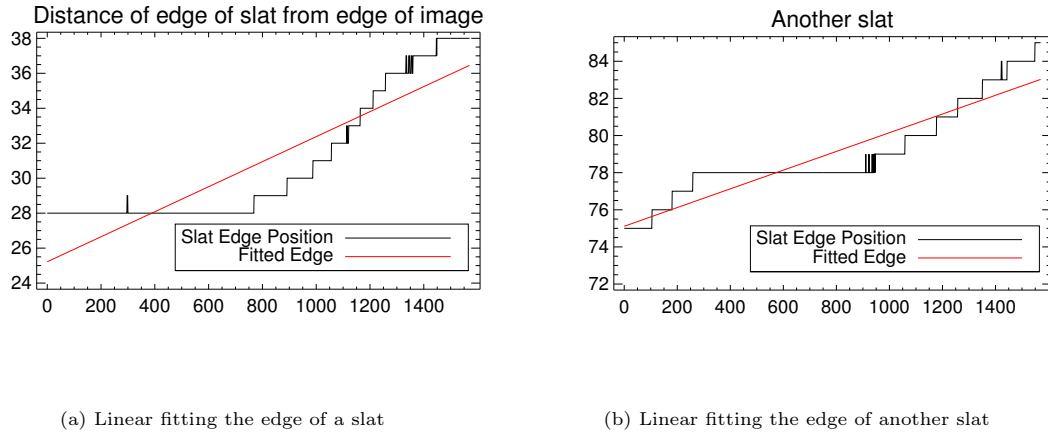 Distance of edge of slat from edge of image
38
36
34
32
30
28
26
24
0 200 400 600 800 1000 1200 1400
Slat Edge Position
Fitted Edge
(a) Linear fitting the edge of a slat
Another slat
84
82
80
78
76
74
72
0 200 400 600 800 1000 1200 1400
Slat Edge Position
Fitted Edge
(b) Linear fitting the edge of another slat